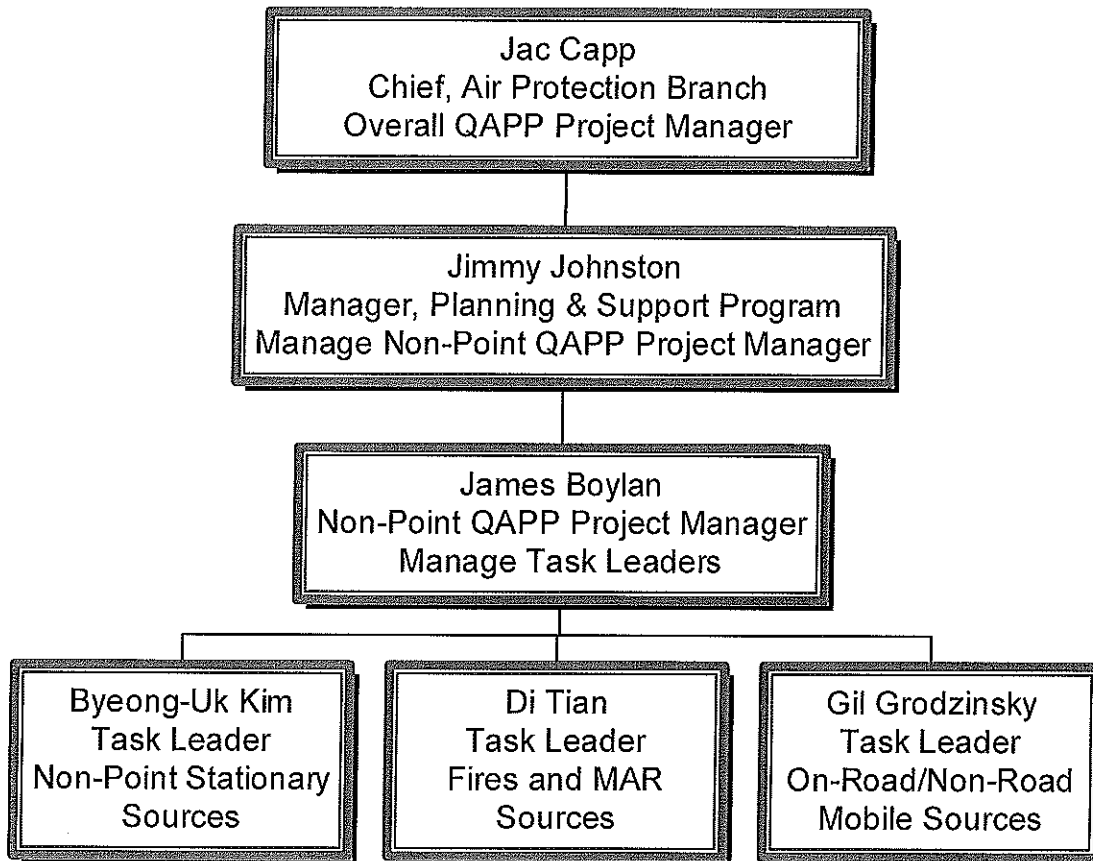 Jac Capp
Chief, Air Protection Branch
Overall QAPP Project Manager
Jimmy Johnston
Manager, Planning & Support Program
Manage Non-Point QAPP Project Manager
James Boylan
Non-Point QAPP Project Manager
Manage Task Leaders
Byeong-Uk Kim
Task Leader
Non-Point Stationary
Sources
Di Tian
Task Leader
Fires and MAR
Sources
Gil Grodzinsky
Task Leader
On-Road/Non-Road
Mobile Sources